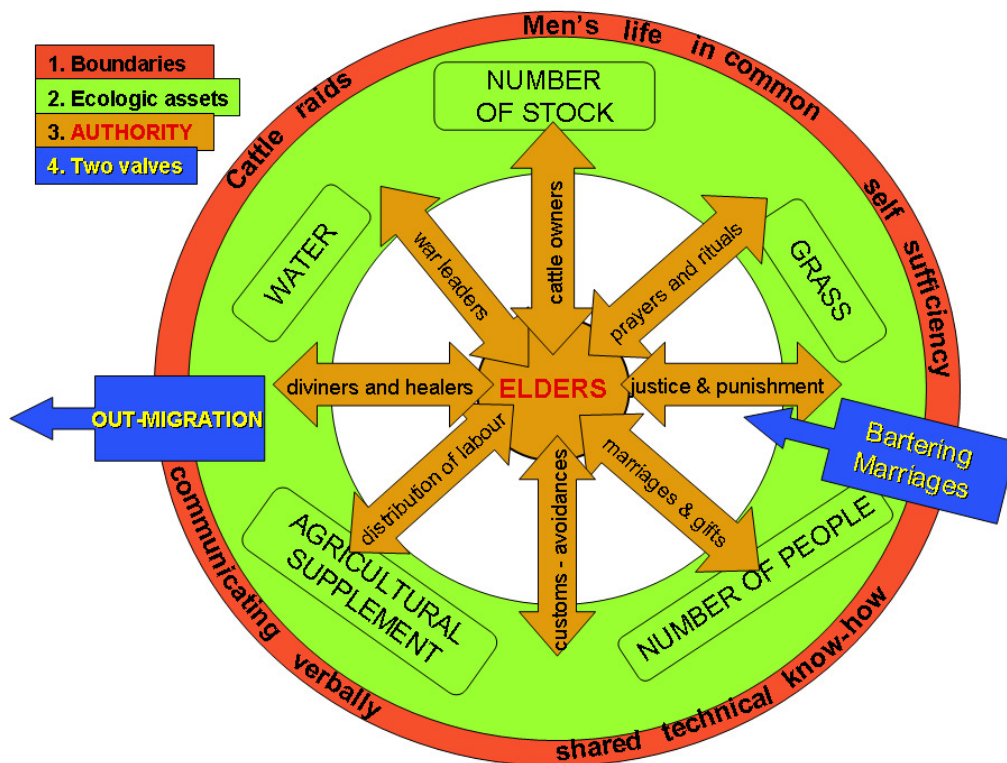 1. Boundaries
2. Ecologic assets
3. AUTHORITY
4. Two valves
Cattle raids
Men's life in common
self sufficiency
shared technical know-how
communicating verbally
NUMBER
OF STOCK
WATER
GRASS
AGRICULTURAL
SUPPLEMENT
NUMBER OF PEOPLE
cattle owners
war leaders
prayers and rituals
diviners and healers
ELDERS
justice & punishment
distribution of labour
customs - avoidances
marriages & gifts
OUT-MIGRATION
Bartering
Marriages